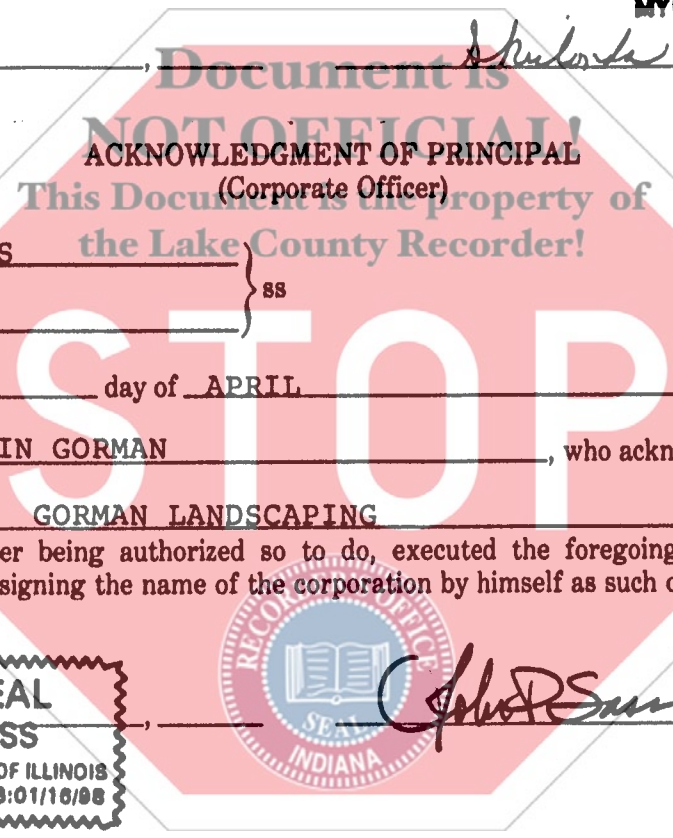 Document is
NOT OFFICIAL!
ACKNOWLEDGMENT OF PRINCIPAL
(Corporate Officer)
This Document is the property of
the Lake County Recorder!
S
} ss
STOP
day of APRIL
IN GORMAN, who ackn
GORMAN LANDSCAPING
er being authorized so to do, executed the foregoing
signing the name of the corporation by himself as such o
RECORDER'S OFFICE
SEAL
INDIANA
EAL
SS
OF ILLINOIS
:01/16/98